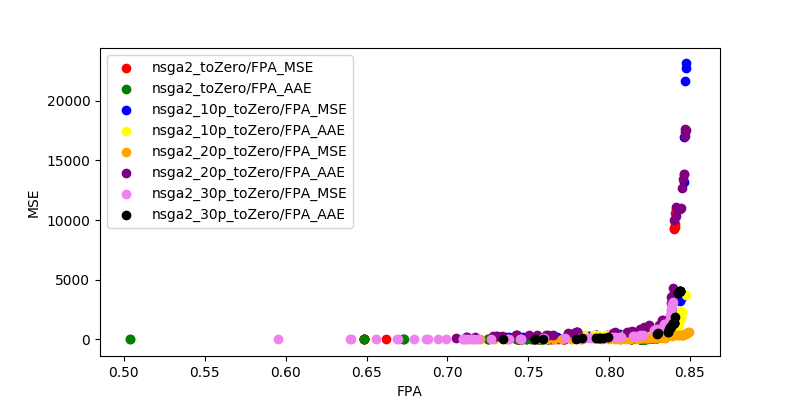 nsga2_toZero/FPA_MSE
nsga2_toZero/FPA_AAE
nsga2_10p_toZero/FPA_MSE
nsga2_10p_toZero/FPA_AAE
nsga2_20p_toZero/FPA_MSE
nsga2_20p_toZero/FPA_AAE
nsga2_30p_toZero/FPA_MSE
nsga2_30p_toZero/FPA_AAE
MSE
20000
15000
10000
5000
0
0.50 0.55 0.60 0.65 0.70 0.75 0.80 0.85
FPA